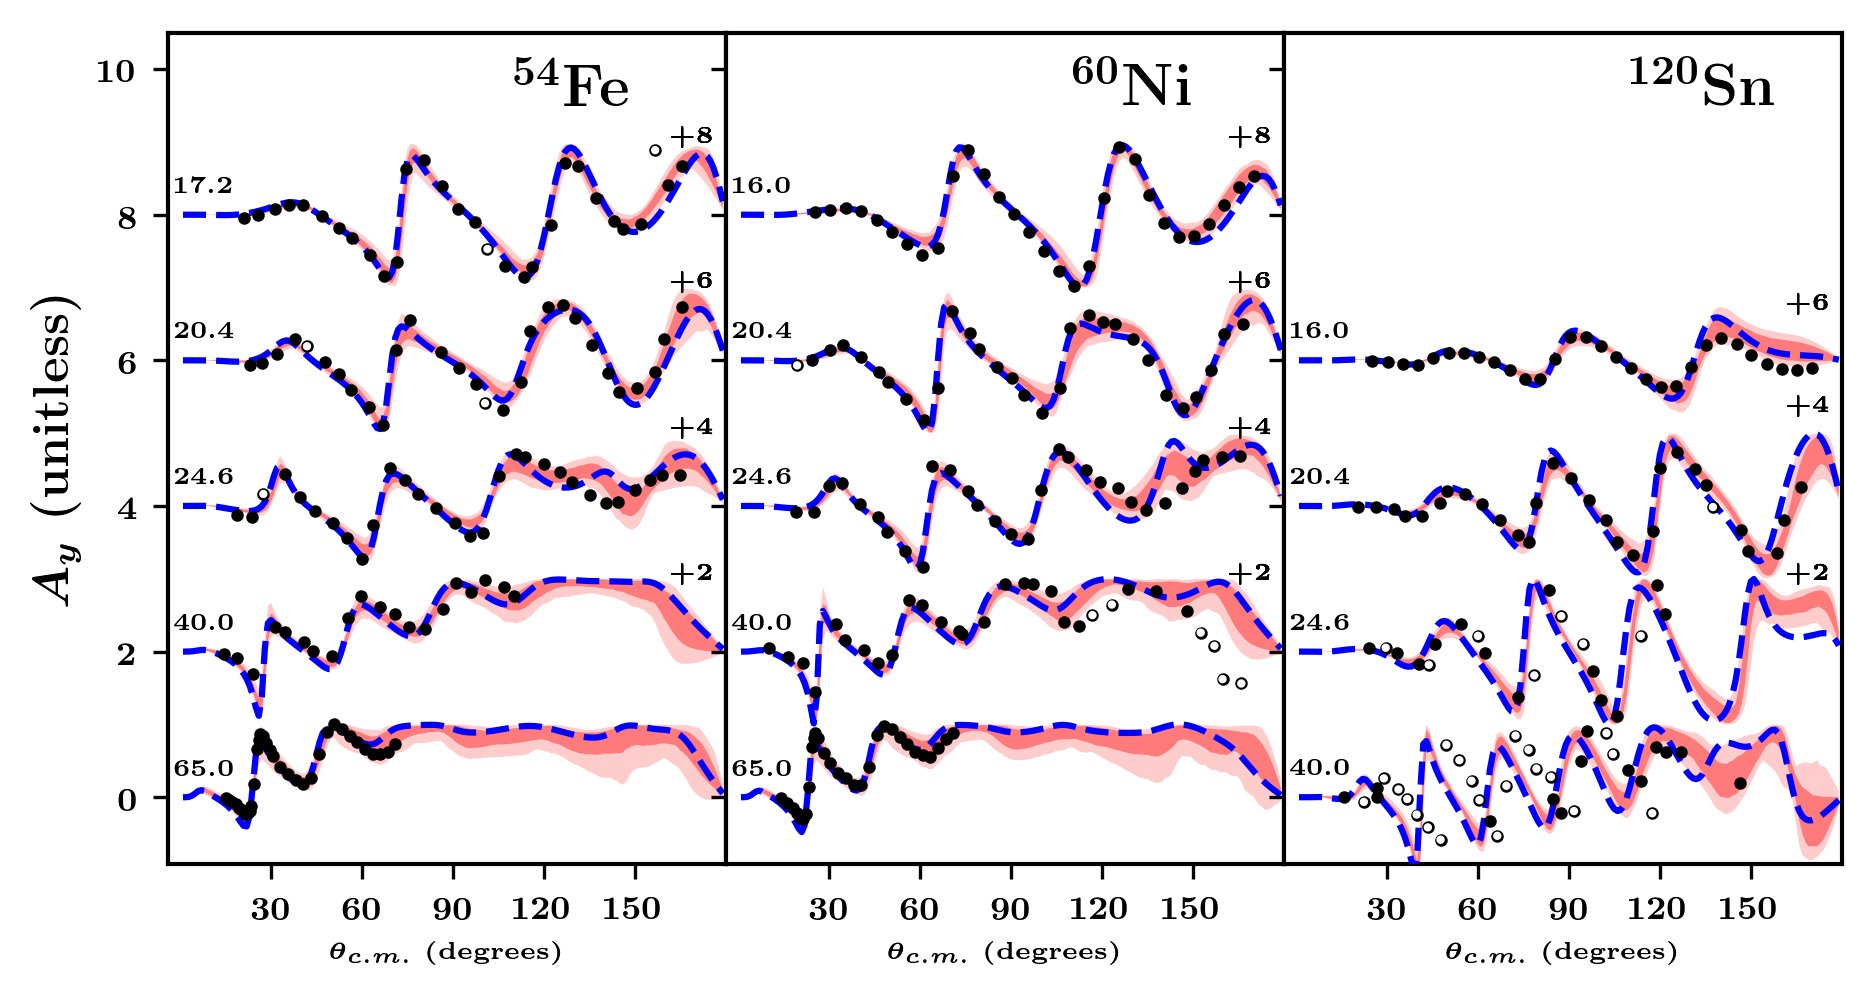 10 ⁵⁴Fe ⁶⁰Ni ¹²⁰Sn
+8 +8
17.2 16.0
8
+6 +6 +6
20.4 20.4 16.0
6
+4 +4 +4
24.6 24.6 20.4
4
+2 +2 +2
40.0 40.0 24.6
2
65.0 65.0 40.0
0
A_y (unitless)
30 60 90 120 150 30 60 90 120 150 30 60 90 120 150
θ_c.m. (degrees) θ_c.m. (degrees) θ_c.m. (degrees)